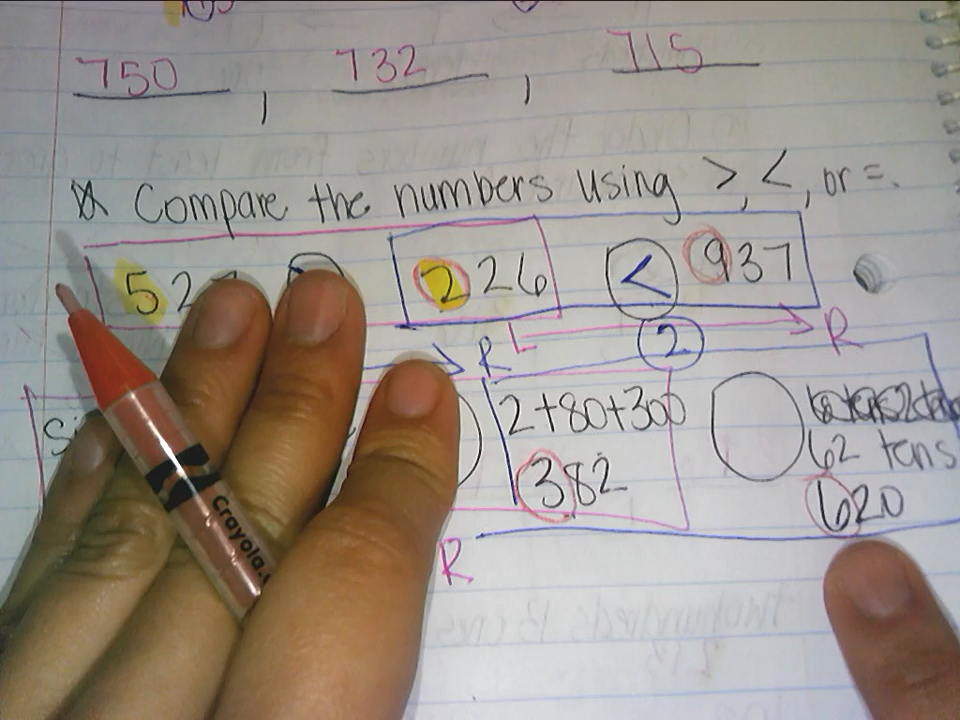 750, 732, 715
Compare the numbers using >, <, or =.
52 226 < 937
R 2 R
2+80+300
62 tens
382 620
R
Crayola